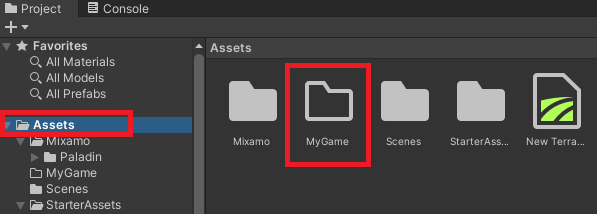 Project
Console
Favorites
All Materials
All Models
All Prefabs
Assets
Mixamo
Paladin
MyGame
Scenes
StarterAssets
Assets
Mixamo
MyGame
Scenes
StarterAss...
New Terra...